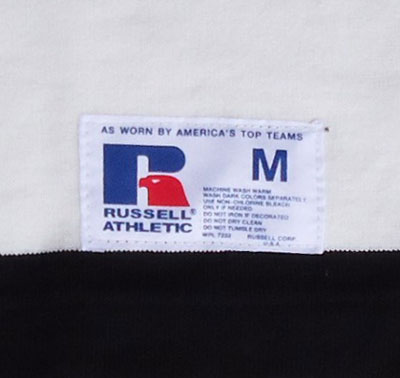 AS WORN BY AMERICA'S TOP TEAMS
R
M
RUSSELL®
ATHLETIC
MACHINE WASH WARM
WASH DARK COLORS SEPARATELY
USE NON-CHLORINE BLEACH
ONLY IF NEEDED
DO NOT IRON IF DECORATED
DO NOT DRY CLEAN
DO NOT TUMBLE DRY
RUSSELL CORP.
U.S.A.